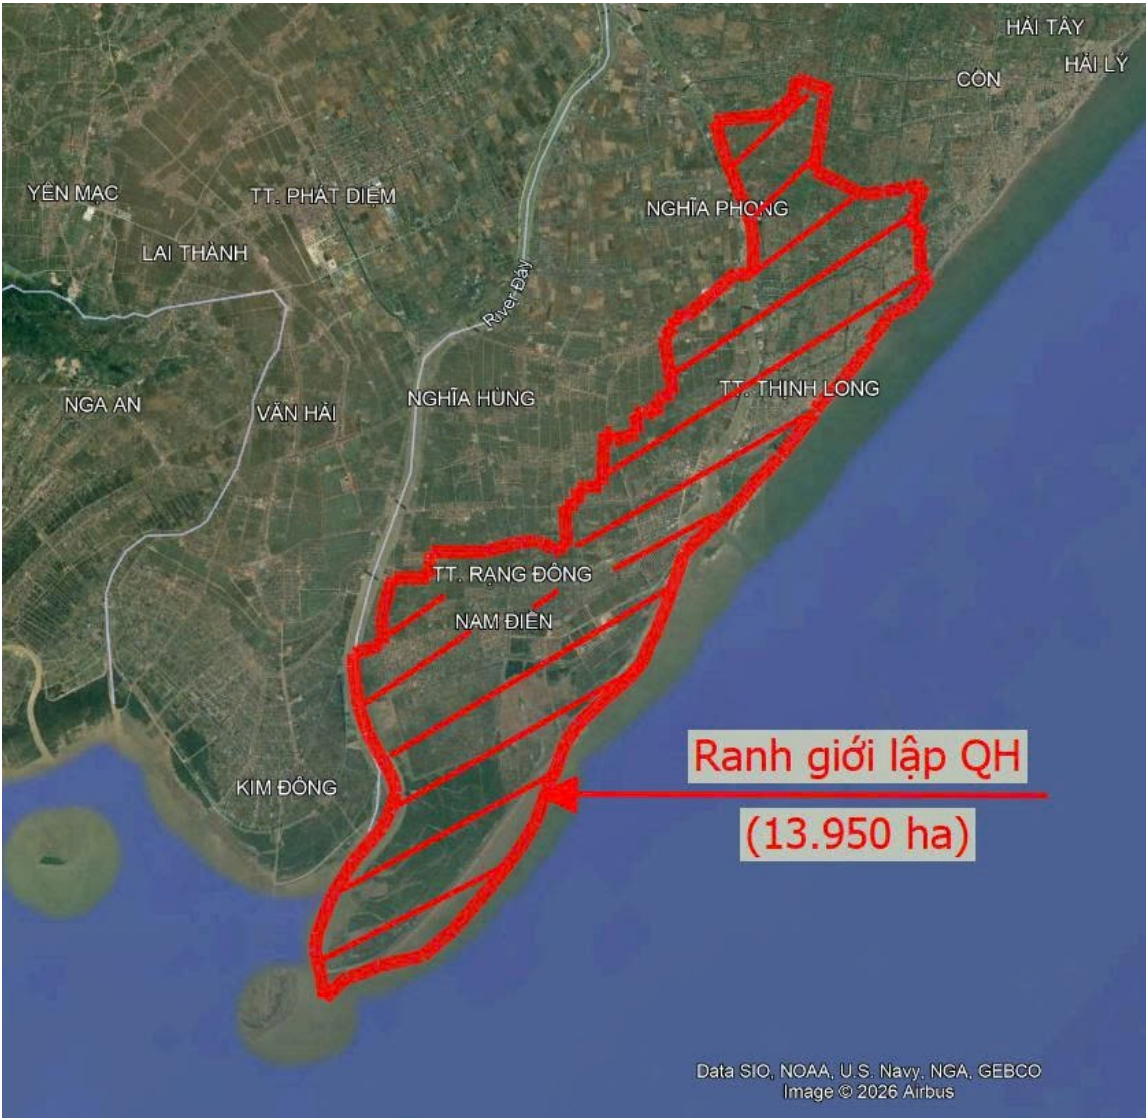 HẢI TÂY
HẢI LÝ
CỒN
YÊN MẠC
TT. PHÁT DIỆM
NGHĨA PHONG
LAI THÀNH
River Đáy
TT. THỊNH LONG
NGA AN
VĂN HẢI
NGHĨA HÙNG
TT. RẠNG ĐÔNG
NAM ĐIỀN
Ranh giới lập QH
KIM ĐÔNG
(13.950 ha)
Data SIO, NOAA, U.S. Navy, NGA, GEBCO
Image © 2026 Airbus